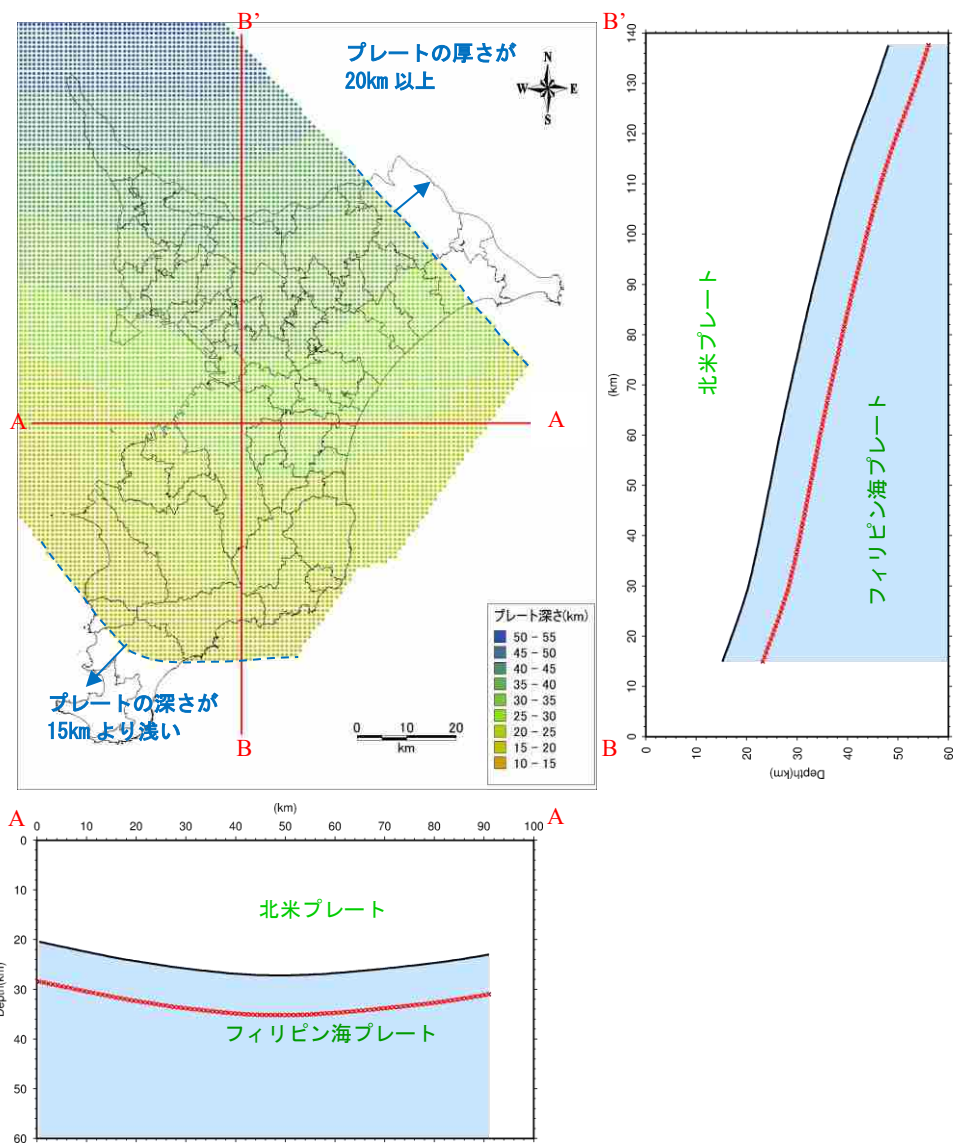 B’
プレートの厚さが
20km 以上
N
W
E
S
A
A
プレート深さ(km)
50 - 55
45 - 50
40 - 45
35 - 40
30 - 35
25 - 30
20 - 25
15 - 20
10 - 15
プレートの深さが
15km より浅い
0 10 20
km
B
B’
140
130
120
110
100
90
80
70
60
50
40
30
20
10
0
(km)
北米プレート
フィリピン海プレート
B
0 10 20 30 40 50 60
Depth(km)
A
(km)
A
0 10 20 30 40 50 60 70 80 90 100
0
10
20
30
40
50
60
Depth(km)
北米プレート
フィリピン海プレート